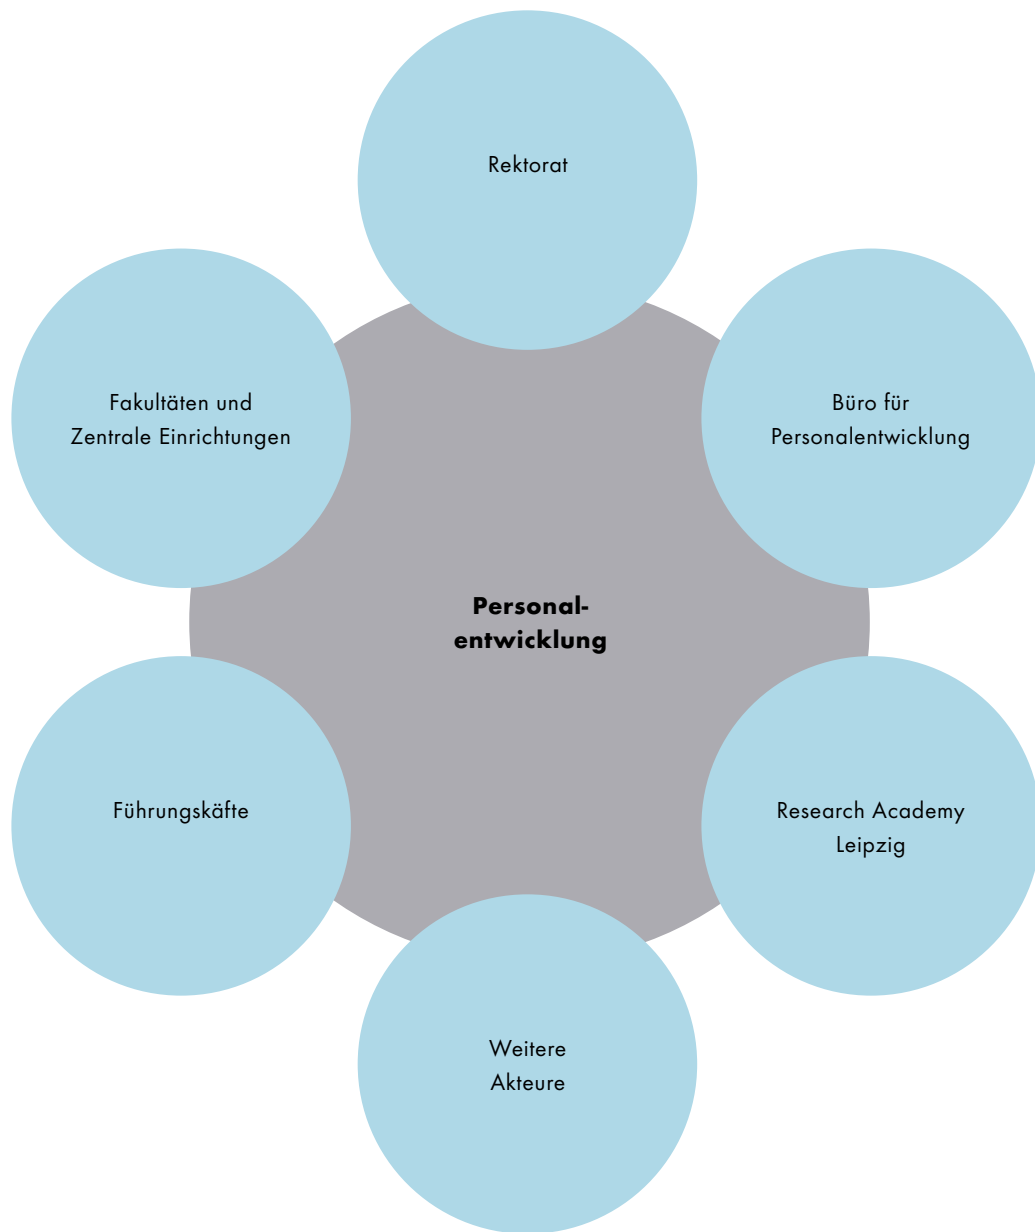 Rektorat
Fakultäten und
Zentrale Einrichtungen
Büro für
Personalentwicklung
Personal-
entwicklung
Führungskäfte
Research Academy
Leipzig
Weitere
Akteure